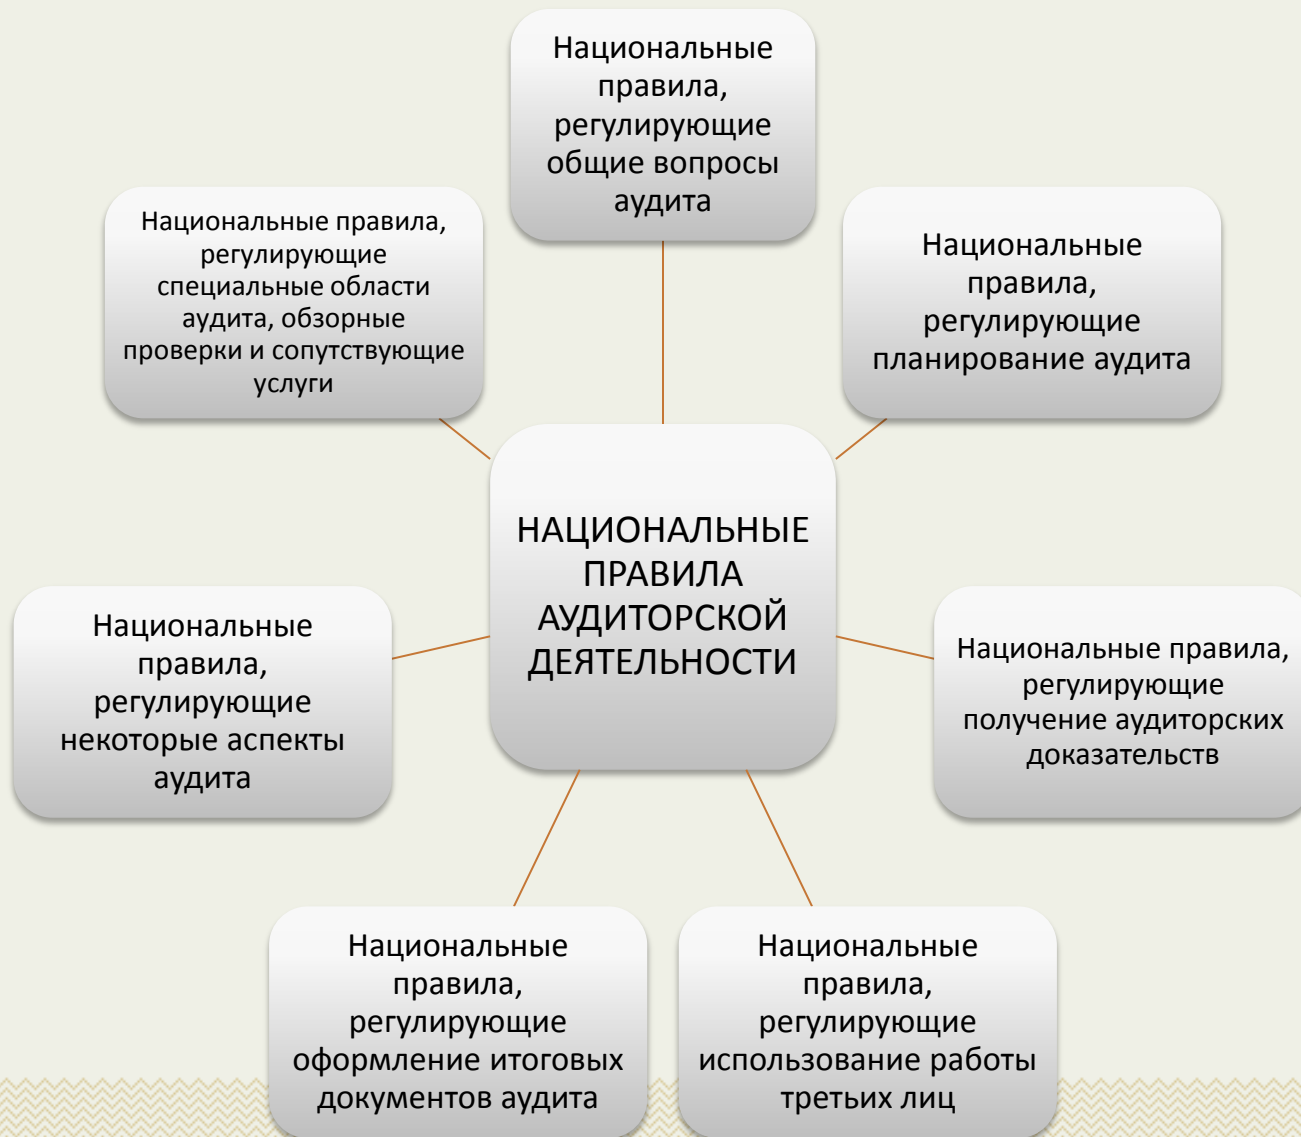 Национальные
правила,
регулирующие
общие вопросы
аудита
Национальные правила,
регулирующие
специальные области
аудита, обзорные
проверки и сопутствующие
услуги
Национальные
правила,
регулирующие
планирование аудита
НАЦИОНАЛЬНЫЕ
ПРАВИЛА
АУДИТОРСКОЙ
ДЕЯТЕЛЬНОСТИ
Национальные
правила,
регулирующие
некоторые аспекты
аудита
Национальные правила,
регулирующие
получение аудиторских
доказательств
Национальные
правила,
регулирующие
оформление итоговых
документов аудита
Национальные
правила,
регулирующие
использование работы
третьих лиц